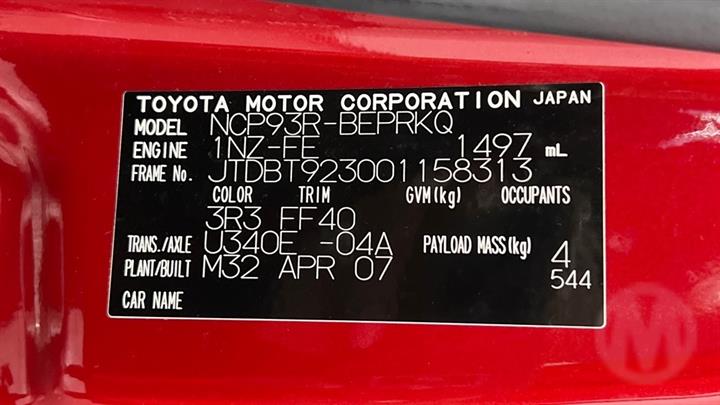 TOYOTA MOTOR CORPORATION JAPAN
MODEL NCP93R-BEPRKQ
ENGINE 1NZ-FE 1497 mL
FRAME No. JTDBT923001158313
COLOR TRIM GVM(kg) OCCUPANTS
3R3 EF40
TRANS./AXLE U340E -04A PAYLOAD MASS(kg) 4
PLANT/BUILT M32 APR 07 544
CAR NAME
M